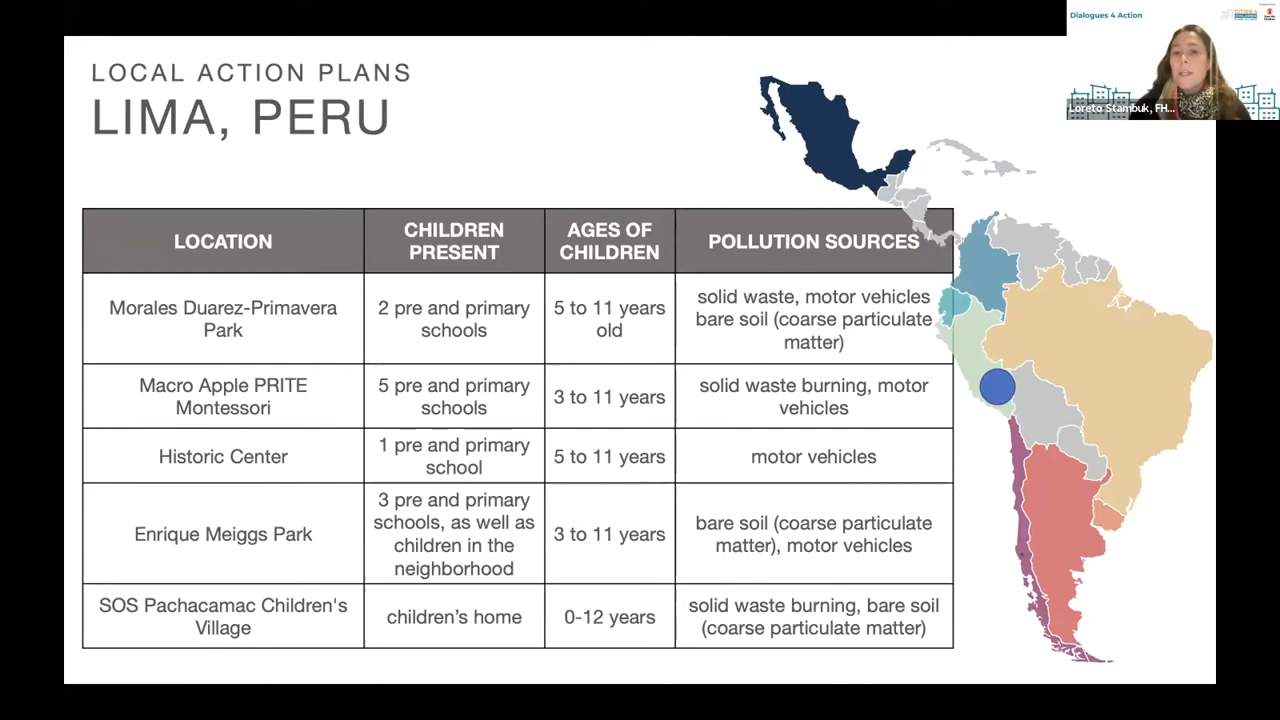 Dialogues 4 Action
Loreto Stambuk, FH...
LOCAL ACTION PLANS
LIMA, PERU
LOCATION
CHILDREN
PRESENT
AGES OF
CHILDREN
POLLUTION SOURCES
Morales Duarez-Primavera
Park
2 pre and primary
schools
5 to 11 years
old
solid waste, motor vehicles
bare soil (coarse particulate
matter)
Macro Apple PRITE
Montessori
5 pre and primary
schools
3 to 11 years
solid waste burning, motor
vehicles
Historic Center
1 pre and primary
school
5 to 11 years
motor vehicles
Enrique Meiggs Park
3 pre and primary
schools, as well as
children in the
neighborhood
3 to 11 years
bare soil (coarse particulate
matter), motor vehicles
SOS Pachacamac Children's
Village
children’s home
0-12 years
solid waste burning, bare soil
(coarse particulate matter)